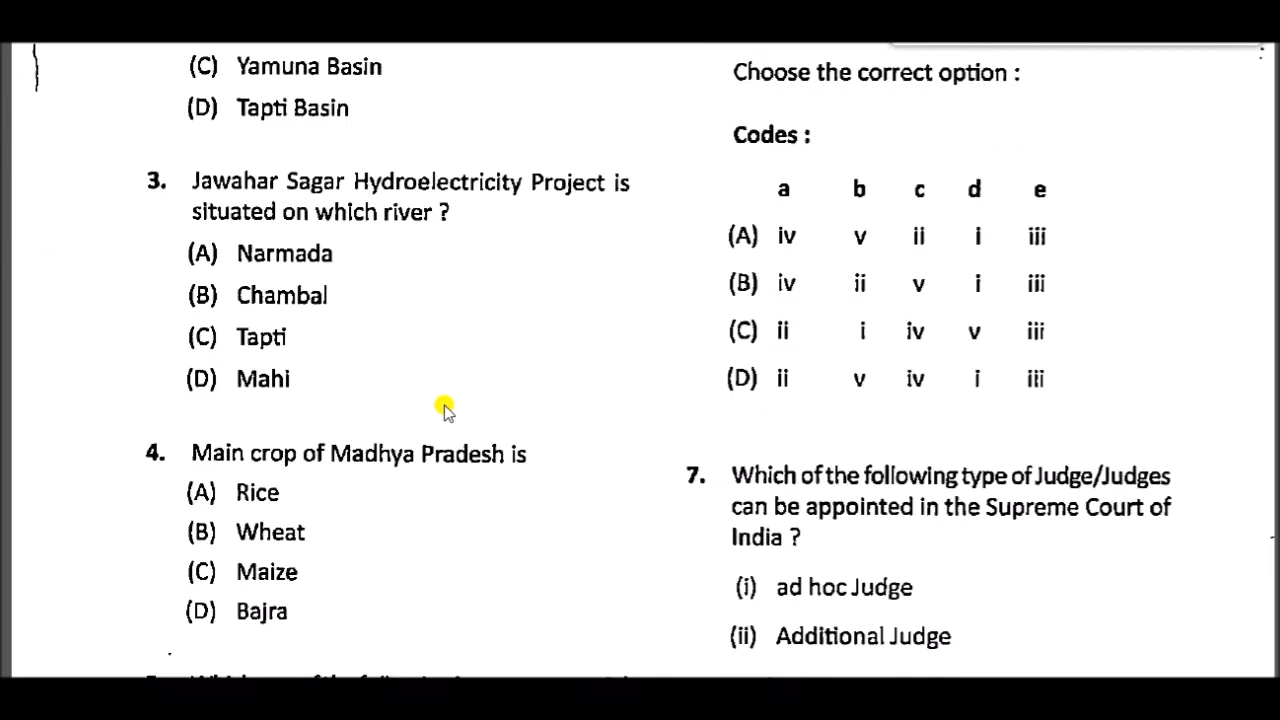 (C) Yamuna Basin
(D) Tapti Basin
3. Jawahar Sagar Hydroelectricity Project is
situated on which river ?
(A) Narmada
(B) Chambal
(C) Tapti
(D) Mahi
4. Main crop of Madhya Pradesh is
(A) Rice
(B) Wheat
(C) Maize
(D) Bajra
Choose the correct option :
Codes :
a b c d e
(A) iv v ii i iii
(B) iv ii v i iii
(C) ii i iv v iii
(D) ii v iv i iii
7. Which of the following type of Judge/Judges
can be appointed in the Supreme Court of
India ?
(i) ad hoc Judge
(ii) Additional Judge